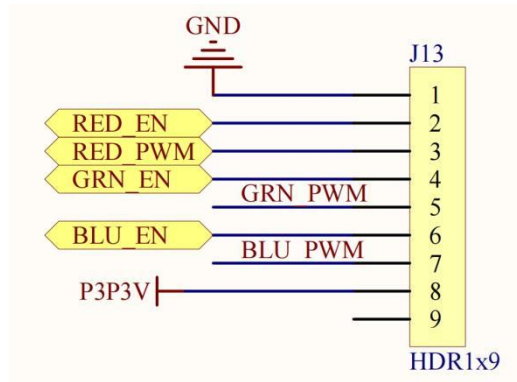 GND
J13
1
RED_EN 2
RED_PWM 3
GRN_EN 4
GRN_PWM 5
BLU_EN 6
BLU_PWM 7
P3P3V 8
9
HDR1x9